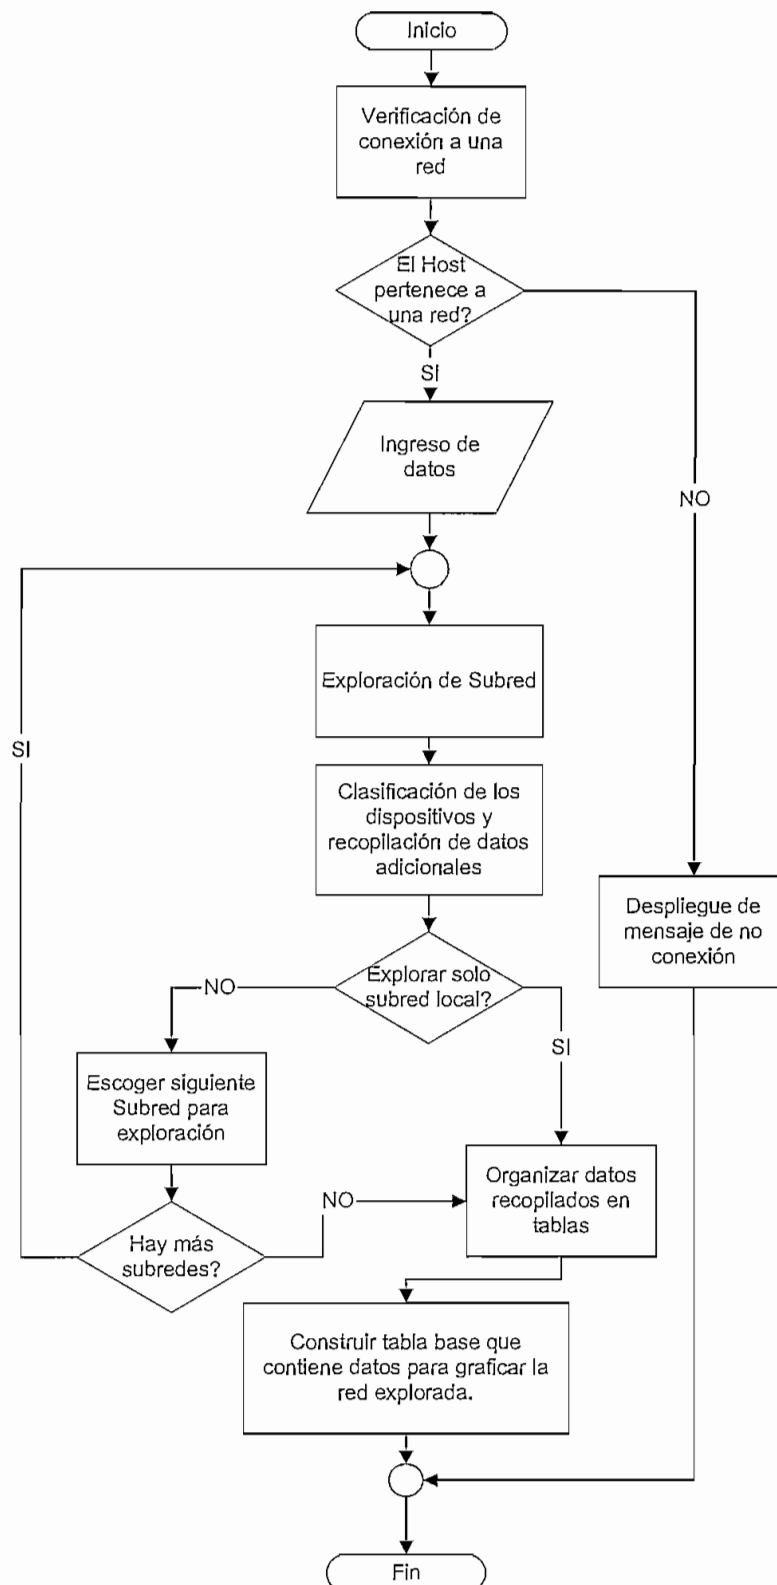 Inicio
Verificación de
conexión a una
red
El Host
pertenece a
una red?
SI
Ingreso de
datos
NO
Exploración de Subred
SI
Clasificación de los
dispositivos y
recopilación de datos
adicionales
Despliegue de
mensaje de no
conexión
Explorar solo
subred local?
NO
SI
Escoger siguiente
Subred para
exploración
Organizar datos
recopilados en
tablas
NO
Hay más
subredes?
Construir tabla base que
contiene datos para graficar la
red explorada.
Fin